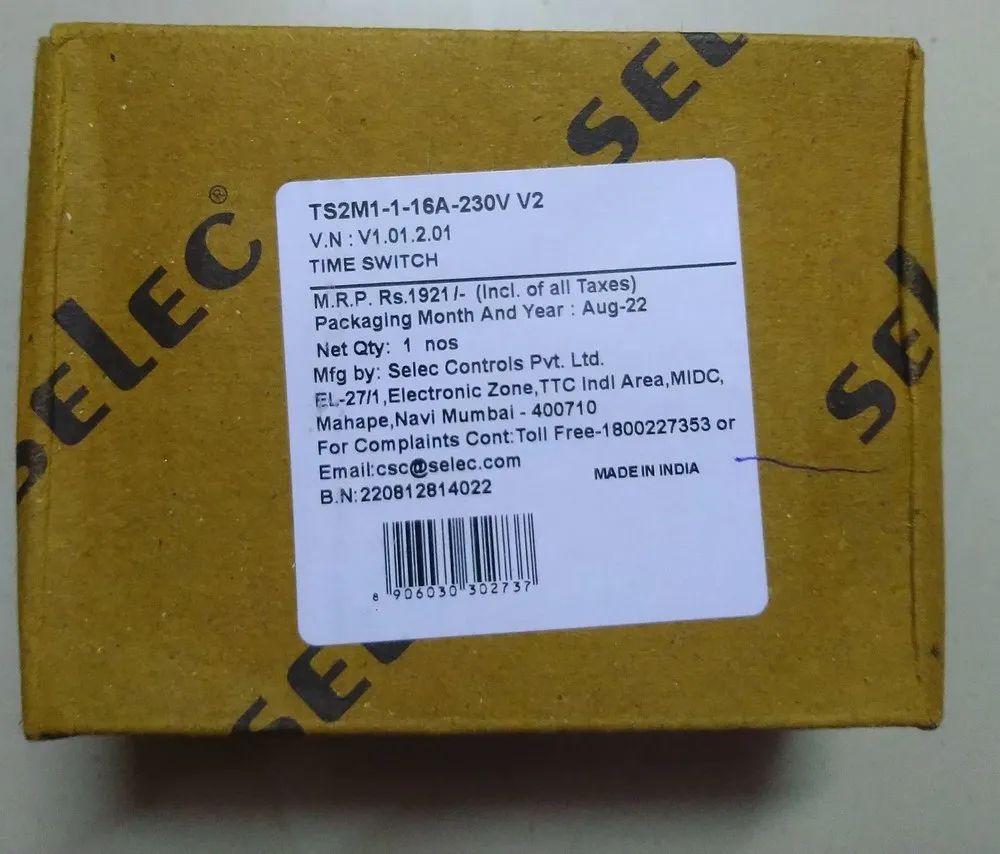 SELEC
SELEC®
TS2M1-1-16A-230V V2
V.N : V1.01.2.01
TIME SWITCH
M.R.P. Rs.1921/- (Incl. of all Taxes)
Packaging Month And Year : Aug-22
Net Qty: 1 nos
Mfg by: Selec Controls Pvt. Ltd.
EL-27/1,Electronic Zone,TTC Indl Area,MIDC,
Mahape,Navi Mumbai - 400710
For Complaints Cont:Toll Free-1800227353 or
Email:csc@selec.com
MADE IN INDIA
B.N:220812814022
8 906030 302737
SEL
SEL